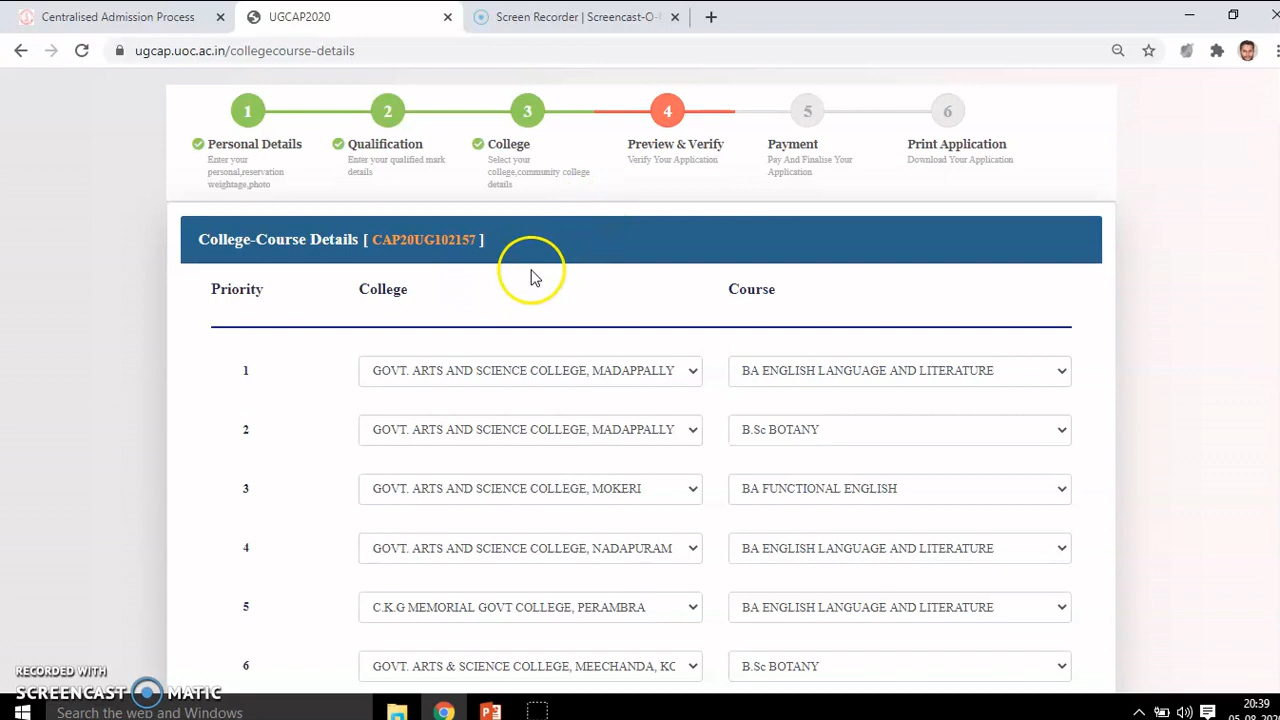 Centralised Admission Process
UGCAP2020
Screen Recorder | Screencast-O-
ugcap.uoc.ac.in/collegecourse-details
1
2
3
4
5
6
Personal Details
Enter your
personal,reservation
weightage,photo
Qualification
Enter your qualified mark
details
College
Select your
college,community college
details
Preview & Verify
Verify Your Application
Payment
Pay And Finalise Your
Application
Print Application
Download Your Application
College-Course Details [ CAP20UG102157 ]
Priority College Course
1 GOVT. ARTS AND SCIENCE COLLEGE, MADAPPALLY BA ENGLISH LANGUAGE AND LITERATURE
2 GOVT. ARTS AND SCIENCE COLLEGE, MADAPPALLY B.Sc BOTANY
3 GOVT. ARTS AND SCIENCE COLLEGE, MOKERI BA FUNCTIONAL ENGLISH
4 GOVT. ARTS AND SCIENCE COLLEGE, NADAPURAM BA ENGLISH LANGUAGE AND LITERATURE
5 C.K.G MEMORIAL GOVT COLLEGE, PERAMBRA BA ENGLISH LANGUAGE AND LITERATURE
6 GOVT. ARTS & SCIENCE COLLEGE, MEECHANDA, KO B.Sc BOTANY
RECORDED WITH
SCREENCAST MATIC
Search the web and Windows
20:39